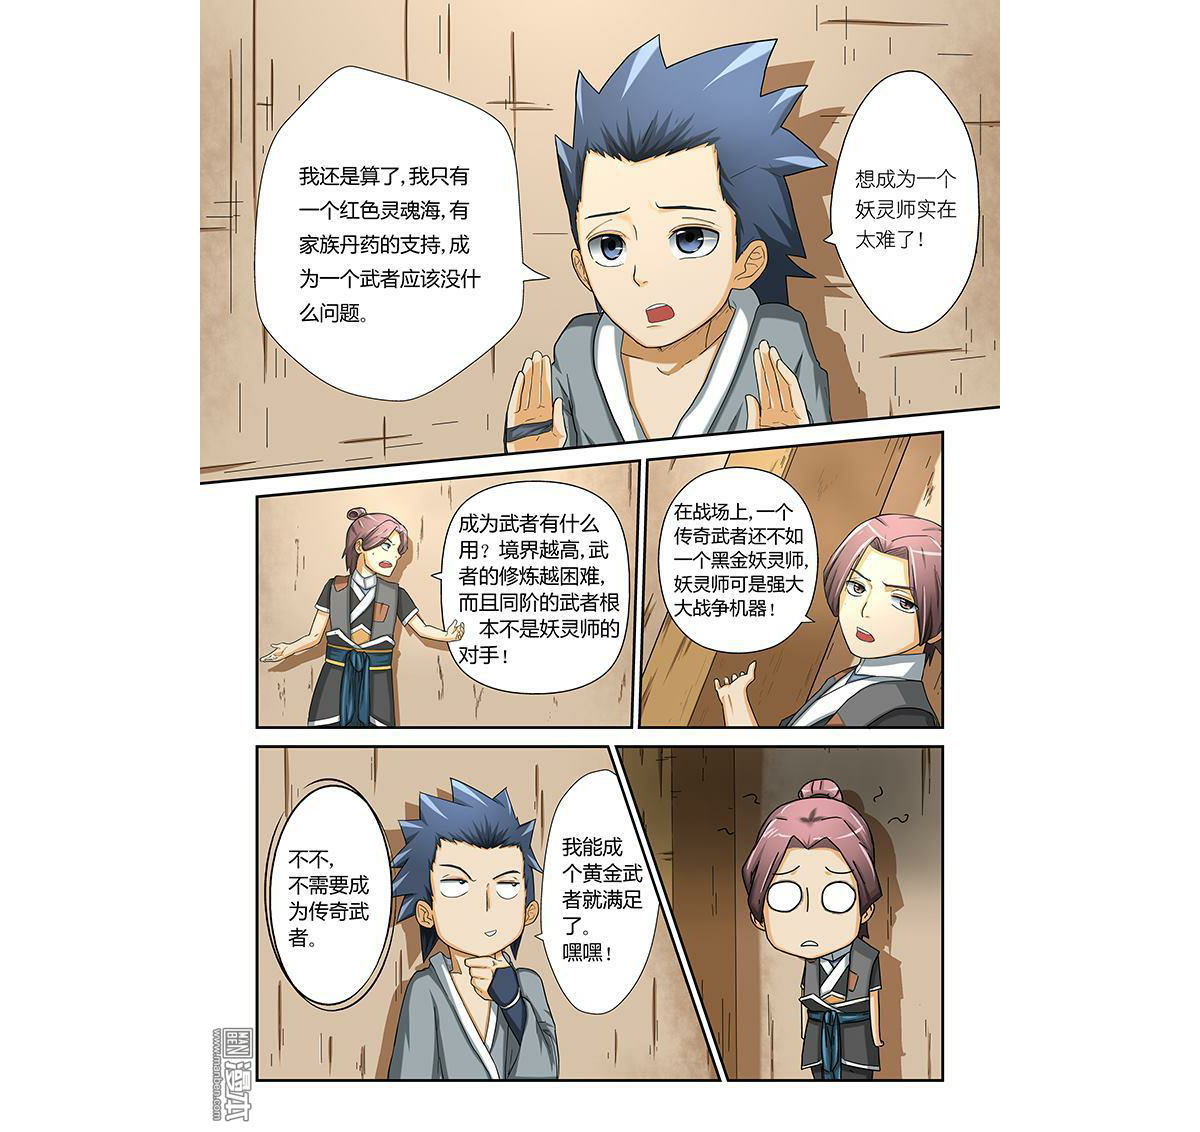 我还是算了,我只有
一个红色灵魂海,有
家族丹药的支持,成
为一个武者应该没什
么问题。
想成为一个
妖灵师实在
太难了!
成为武者有什么
用?境界越高,武
者的修炼越困难,
而且同阶的武者根
本不是妖灵师的
对手!
在战场上,一个
传奇武者还不如
一个黑金妖灵师,
妖灵师可是强大
大战争机器!
不不,
不需要成
为传奇武
者。
我能成
个黄金武
者就满足
了。
嘿嘿!
MAN
BEN
漫本
www.manben.com